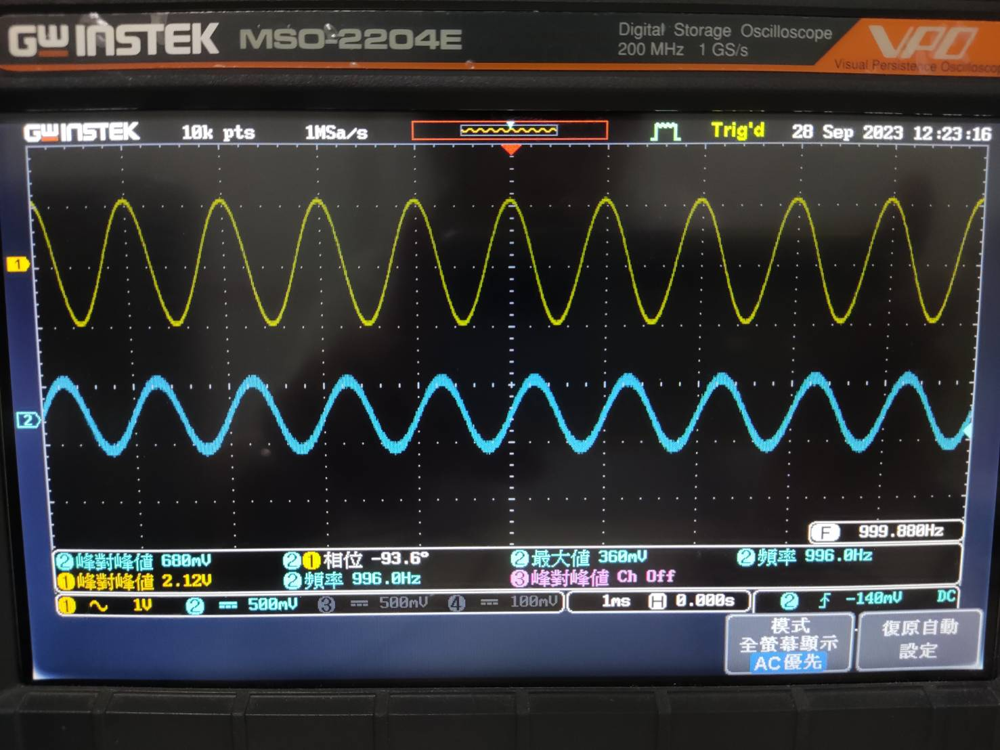 GW INSTEK MSO-2204E Digital Storage Oscilloscope VPO
200 MHz 1 GS/s Visual Persistence
GW INSTEK 10k pts 1MSa/s Trig'd 28 Sep 2023 12:23:16
1
2
F 999.880Hz
2 峰對峰值 680mV 2 1 相位 -93.6° 2 最大值 360mV 2 頻率 996.0Hz
1 峰對峰值 2.12V 2 頻率 996.0Hz 3 峰對峰值 Ch Off
1 1V 2 500mV 3 500mV 4 100mV 1ms H 0.000s 2 -140mV DC
模式 復原自動
全螢幕顯示 設定
AC優先